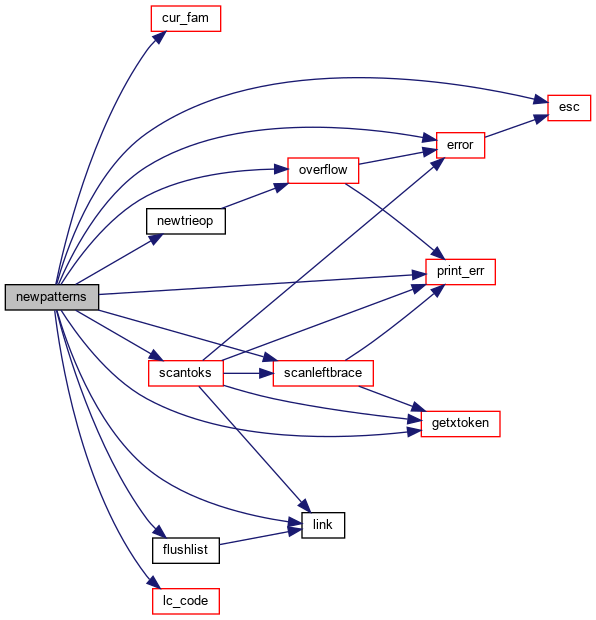 cur_fam
esc
error
overflow
newtrieop
print_err
newpatterns
scantoks
scanleftbrace
getxtoken
link
flushlist
lc_code